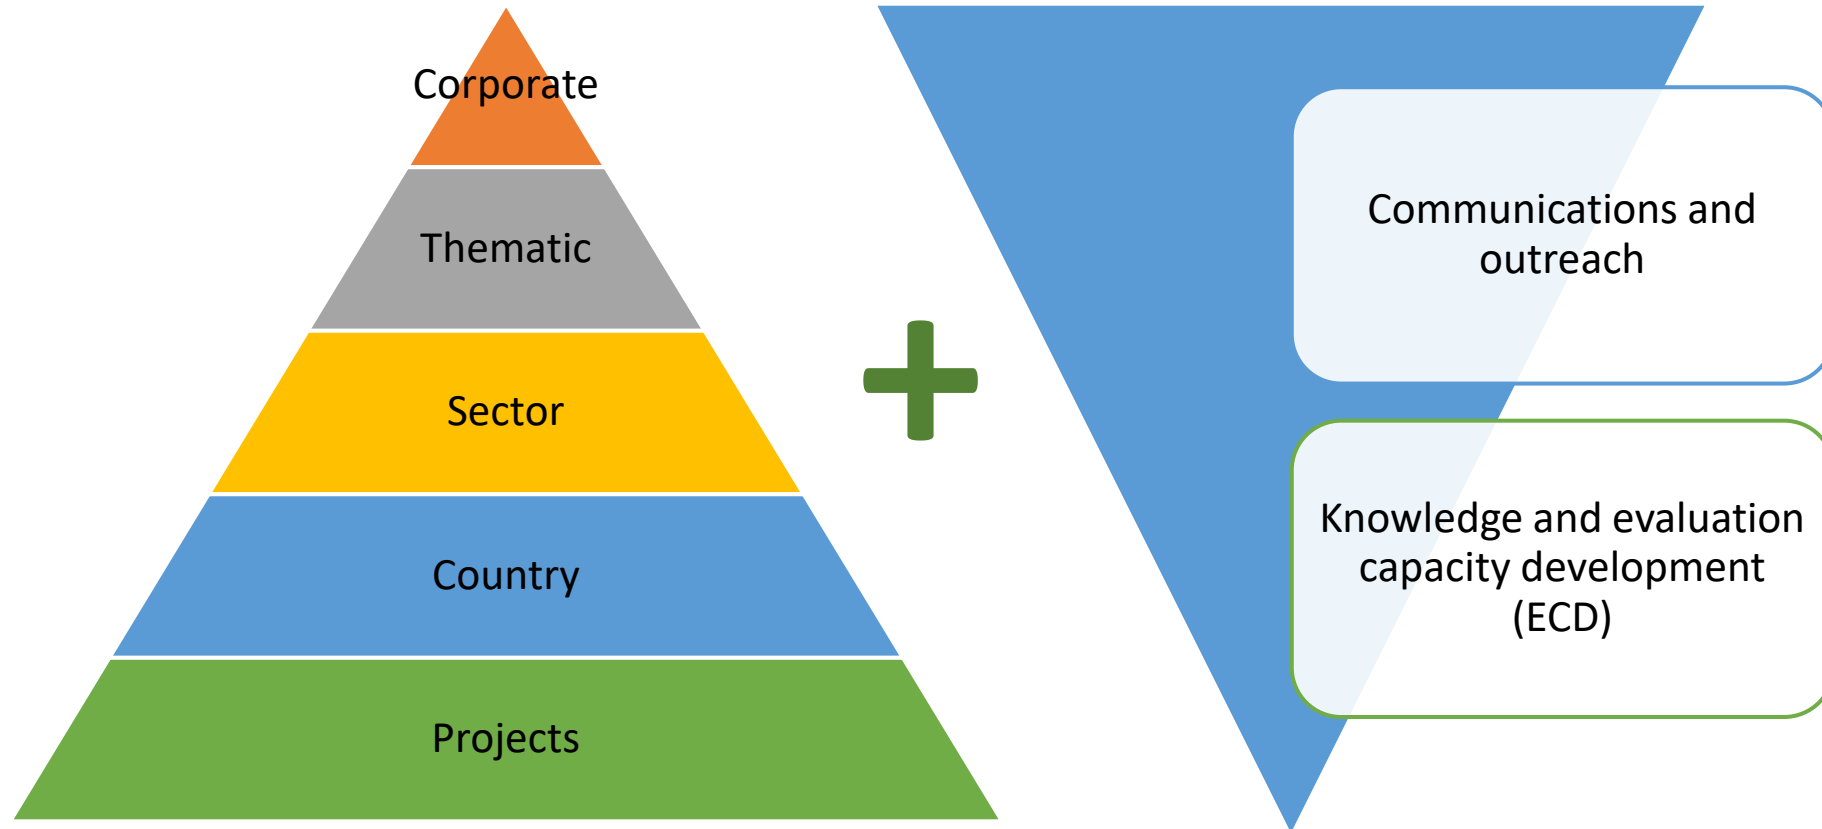 Corporate
Thematic
Sector
Country
Projects
Communications and
outreach
Knowledge and evaluation
capacity development
(ECD)